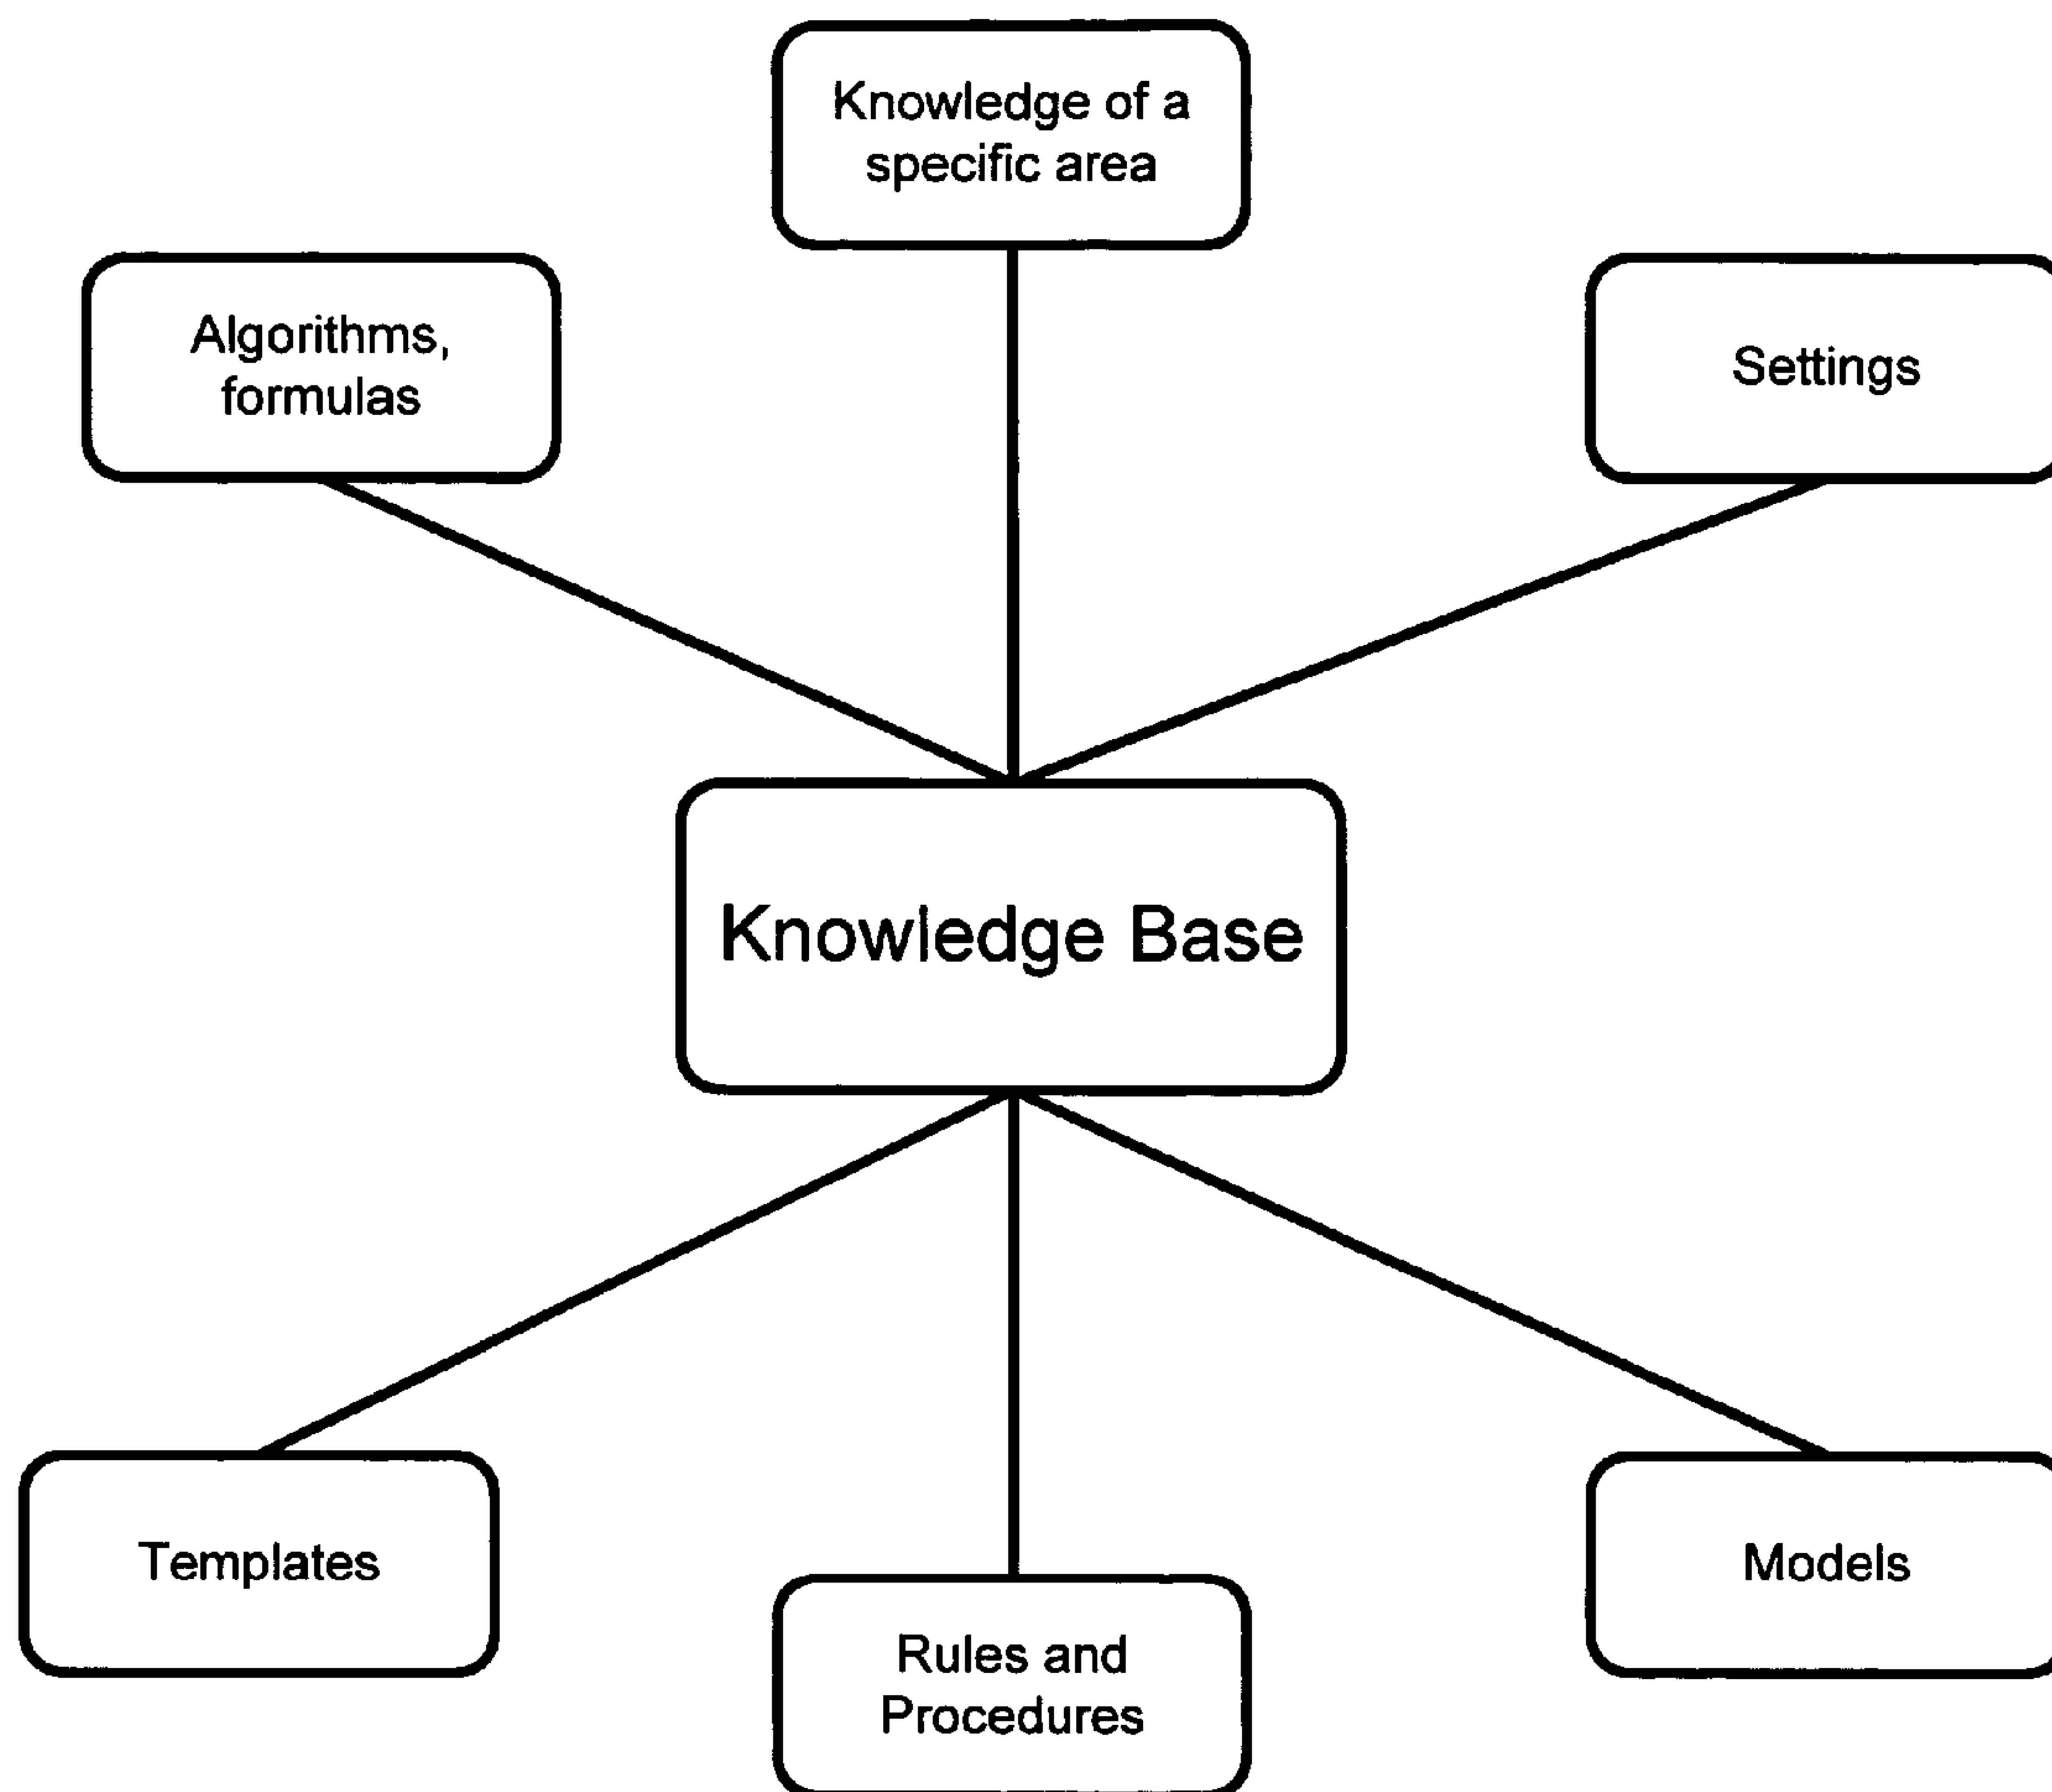 Knowledge of a
specific area
Algorithms,
formulas
Settings
Knowledge Base
Templates
Models
Rules and
Procedures